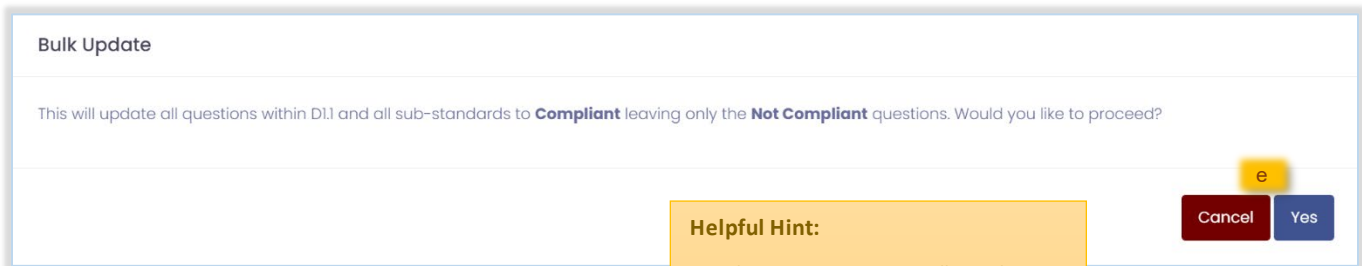 Bulk Update
This will update all questions within D1.1 and all sub-standards to Compliant leaving only the Not Compliant questions. Would you like to proceed?
e
Cancel Yes
Helpful Hint: